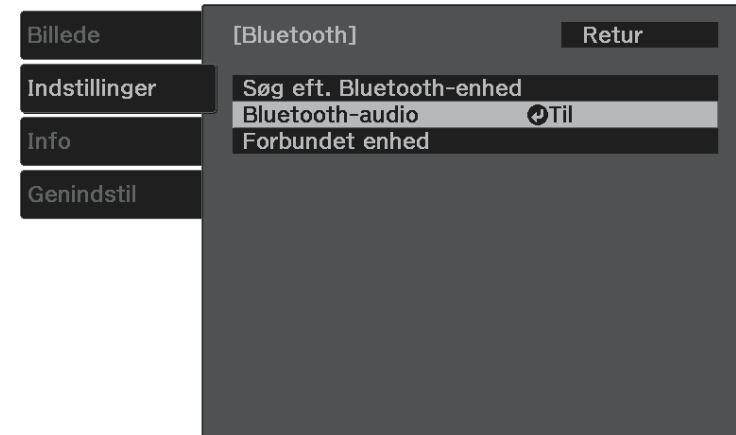 Billede
Indstillinger
Info
Genindstil
[Bluetooth] Retur
Søg eft. Bluetooth-enhed
Bluetooth-audio Til
Forbundet enhed